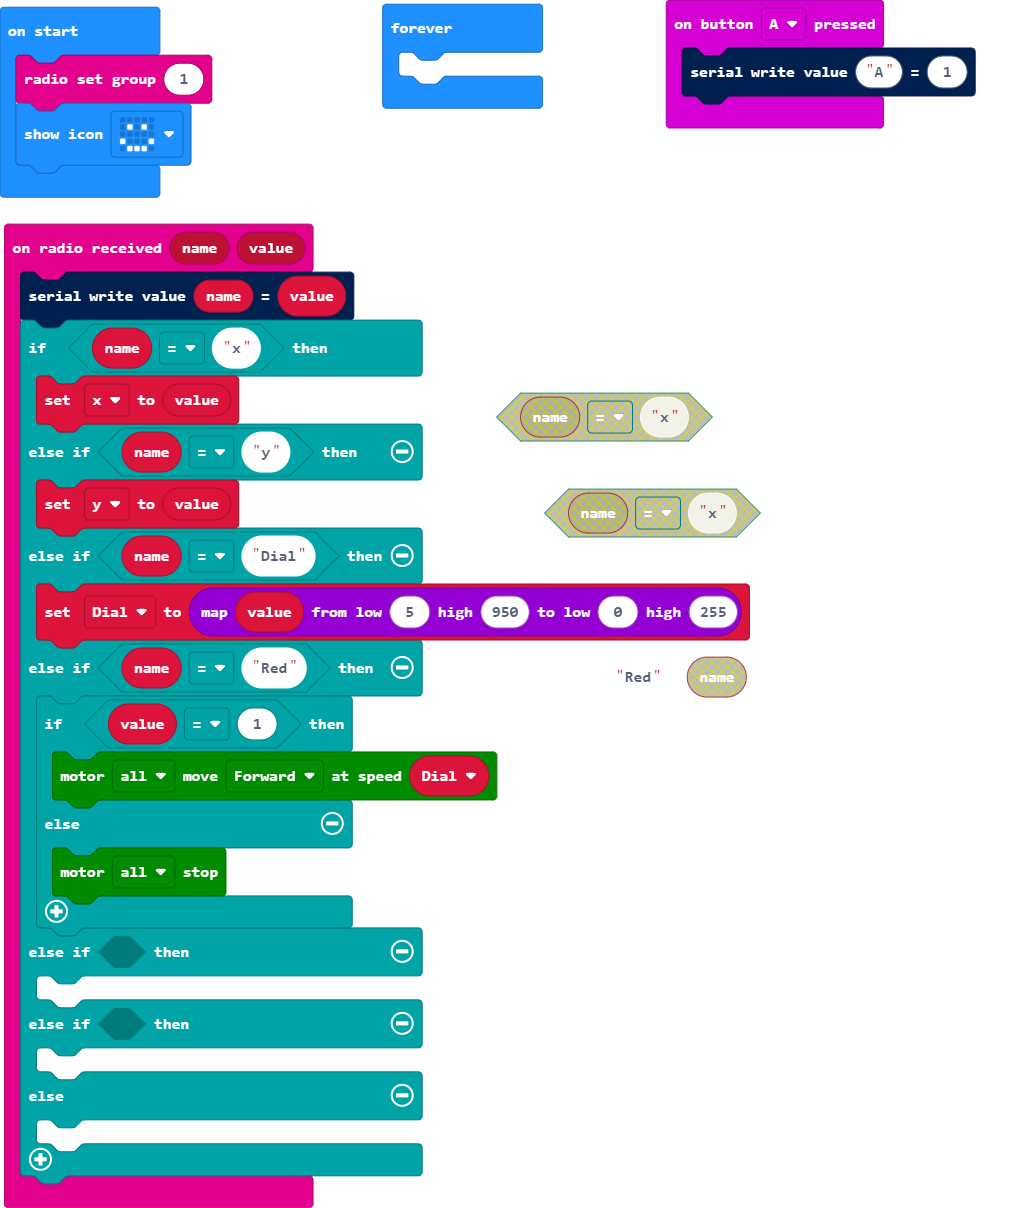 on start
radio set group 1
show icon
forever
on button A pressed
serial write value "A" = 1
on radio received name value
serial write value name = value
if name = "x" then
set x to value
else if name = "y" then
set y to value
else if name = "Dial" then
set Dial to map value from low 5 high 950 to low 0 high 255
else if name = "Red" then
if value = 1 then
motor all move Forward at speed Dial
else
motor all stop
else if then
else if then
else
name = "x"
name = "x"
"Red" name